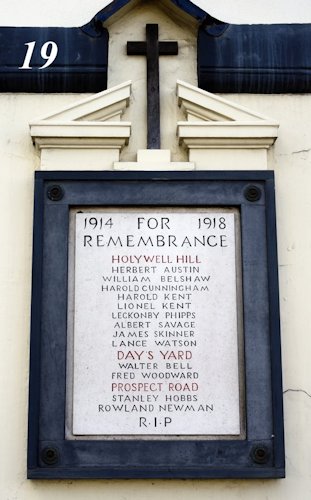 19
1914 FOR 1918
REMEMBRANCE
HOLYWELL HILL
HERBERT AUSTIN
WILLIAM BELSHAW
HAROLD CUNNINGHAM
HAROLD KENT
LIONEL KENT
LECKONBY PHIPPS
ALBERT SAVAGE
JAMES SKINNER
LANCE WATSON
DAY'S YARD
WALTER BELL
FRED WOODWARD
PROSPECT ROAD
STANLEY HOBBS
ROWLAND NEWMAN
R·I·P